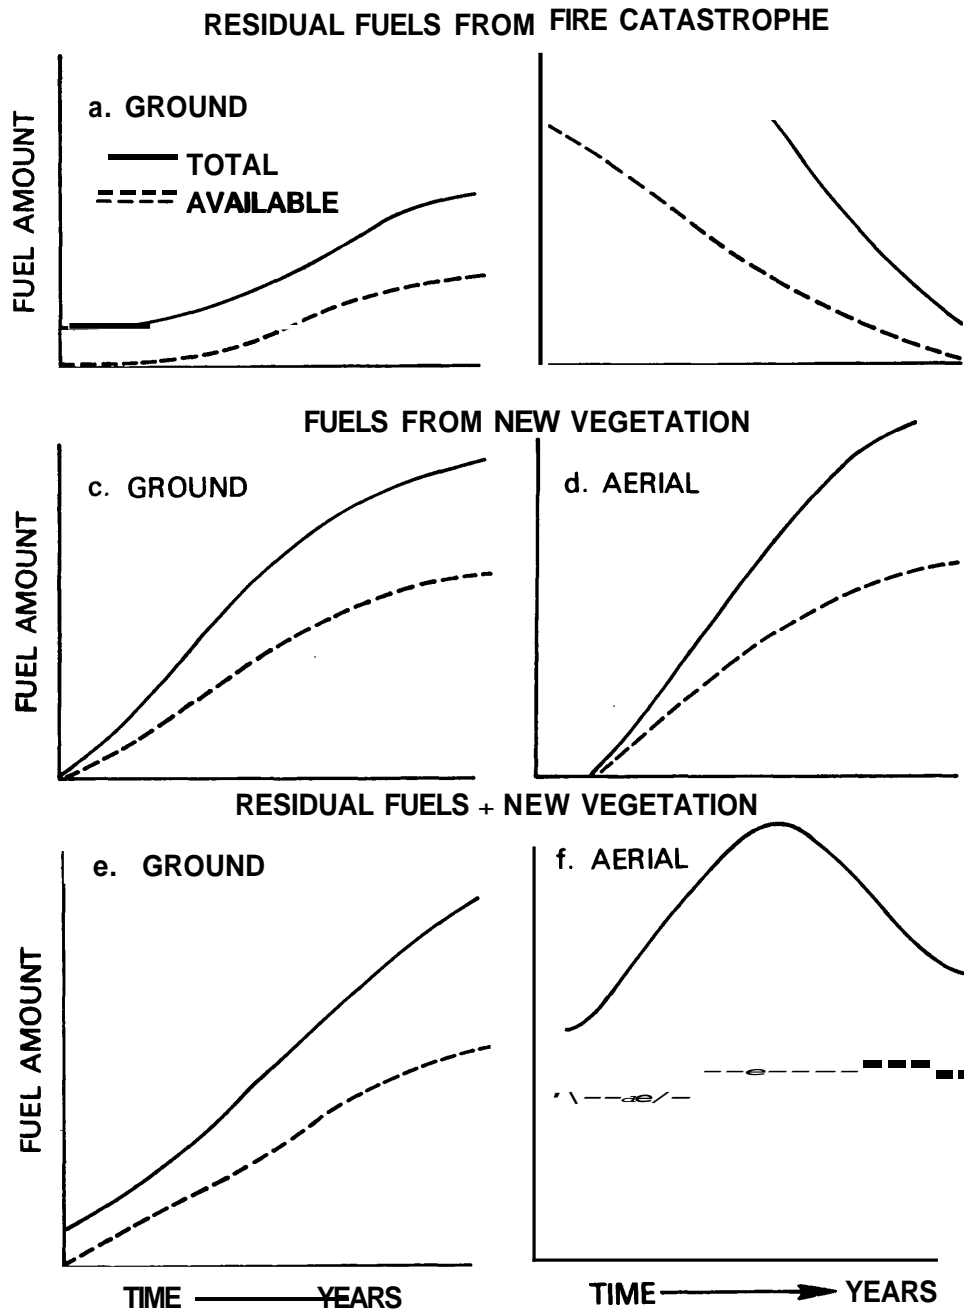 RESIDUAL FUELS FROM FIRE CATASTROPHE
a. GROUND
TOTAL
AVAILABLE
FUEL AMOUNT
FUELS FROM NEW VEGETATION
c. GROUND
d. AERIAL
FUEL AMOUNT
RESIDUAL FUELS + NEW VEGETATION
e. GROUND
f. AERIAL
FUEL AMOUNT
TIME YEARS
TIME YEARS